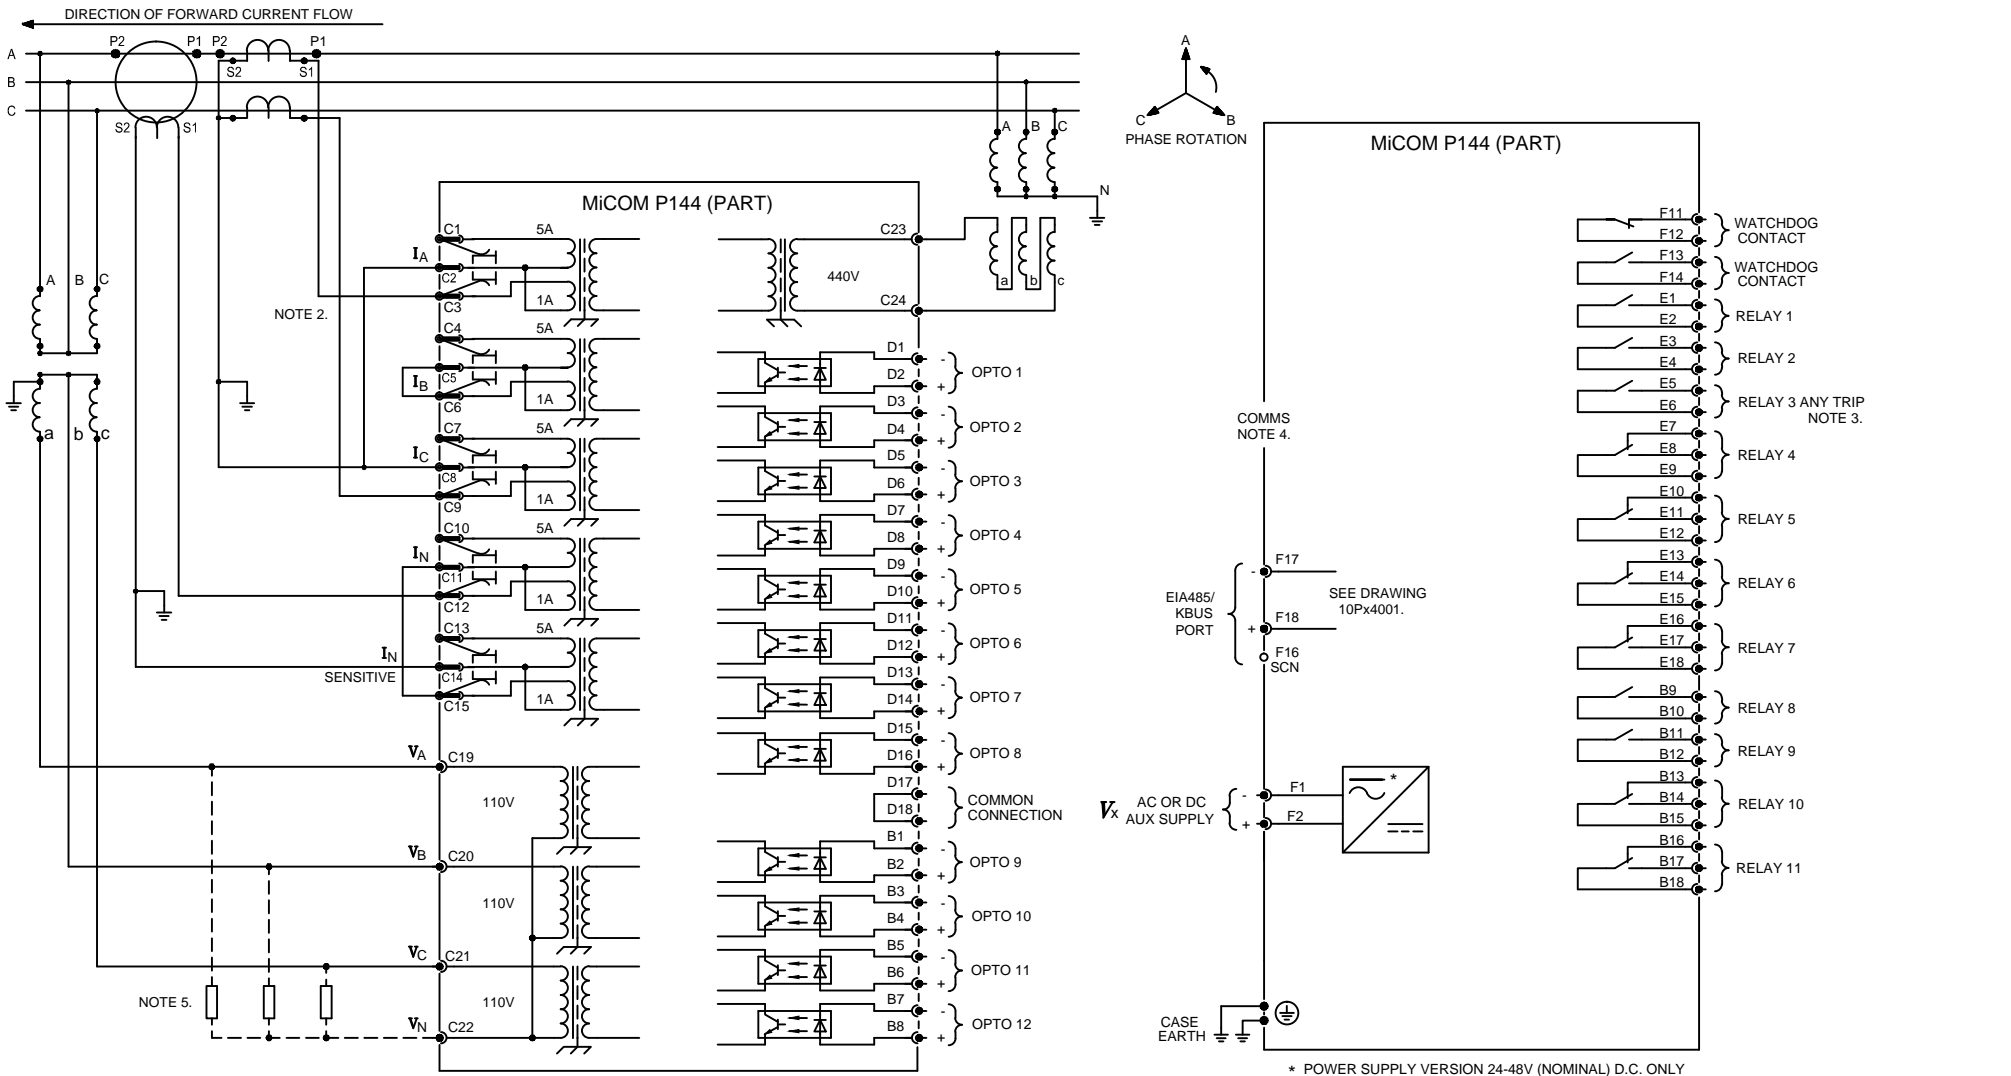 DIRECTION OF FORWARD CURRENT FLOW
P2
P1
P2
P1
A
S2
S1
B
C
S2
S1
A
B
C
N
a
b
c
A
C
B
PHASE ROTATION
A
B
C
a
b
c
NOTE 2.
MiCOM P144 (PART)
C1
5A
IA
C2
1A
C3
C4
5A
C5
IB
1A
C6
C7
5A
IC
C8
1A
C9
C10
5A
IN
C11
1A
C12
C13
5A
IN
SENSITIVE
C14
1A
C15
VA
C19
110V
VB
C20
110V
VC
C21
110V
NOTE 5.
VN
C22
C23
440V
C24
D1 -
D2 +
OPTO 1
D3 -
D4 +
OPTO 2
D5 -
D6 +
OPTO 3
D7 -
D8 +
OPTO 4
D9 -
D10 +
OPTO 5
D11 -
D12 +
OPTO 6
D13 -
D14 +
OPTO 7
D15 -
D16 +
OPTO 8
D17
D18
COMMON
CONNECTION
B1 -
B2 +
OPTO 9
B3 -
B4 +
OPTO 10
B5 -
B6 +
OPTO 11
B7 -
B8 +
OPTO 12
MiCOM P144 (PART)
COMMS
NOTE 4.
EIA485/
KBUS
PORT
- F17
+ F18
F16
SCN
SEE DRAWING
10Px4001.
Vx
AC OR DC
AUX SUPPLY
- F1
+ F2
*
CASE
EARTH
F11
F12
WATCHDOG
CONTACT
F13
F14
WATCHDOG
CONTACT
E1
E2
RELAY 1
E3
E4
RELAY 2
E5
E6
RELAY 3 ANY TRIP
NOTE 3.
E7
E8
E9
RELAY 4
E10
E11
E12
RELAY 5
E13
E14
E15
RELAY 6
E16
E17
E18
RELAY 7
B9
B10
RELAY 8
B11
B12
RELAY 9
B13
B14
B15
RELAY 10
B16
B17
B18
RELAY 11
* POWER SUPPLY VERSION 24-48V (NOMINAL) D.C. ONLY